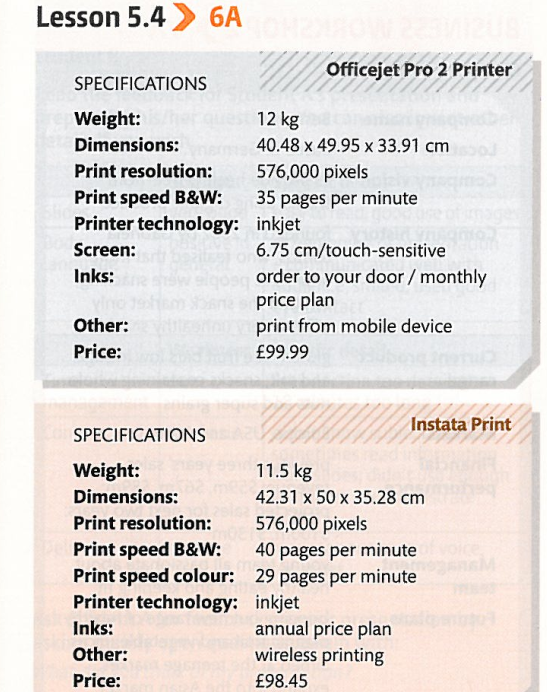 Lesson 5.4 > 6A
Officejet Pro 2 Printer
SPECIFICATIONS
Weight: 12 kg
Dimensions: 40.48 x 49.95 x 33.91 cm
Print resolution: 576,000 pixels
Print speed B&W: 35 pages per minute
Printer technology: inkjet
Screen: 6.75 cm/touch-sensitive
Inks: order to your door / monthly
price plan
Other: print from mobile device
Price: £99.99
Instata Print
SPECIFICATIONS
Weight: 11.5 kg
Dimensions: 42.31 x 50 x 35.28 cm
Print resolution: 576,000 pixels
Print speed B&W: 40 pages per minute
Print speed colour: 29 pages per minute
Printer technology: inkjet
Inks: annual price plan
Other: wireless printing
Price: £98.45